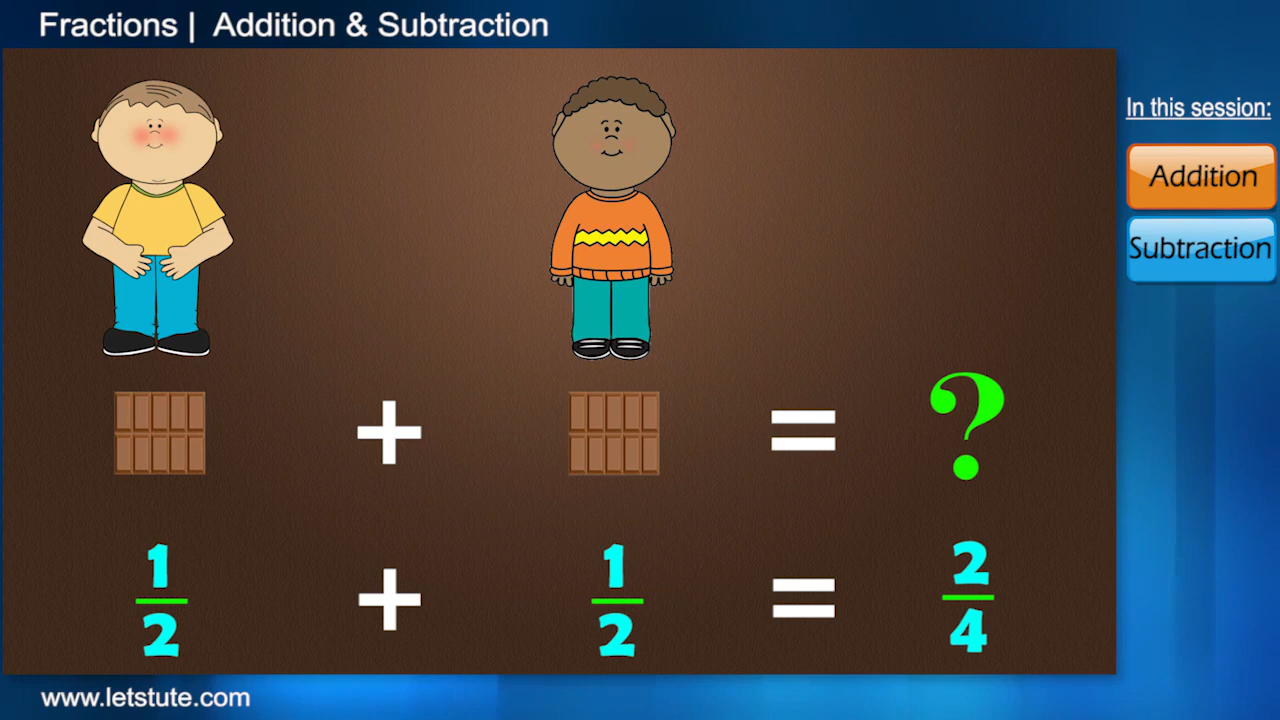 Fractions | Addition & Subtraction
In this session:
Addition
Subtraction
+ = ?
1/2 + 1/2 = 2/4
www.letstute.com